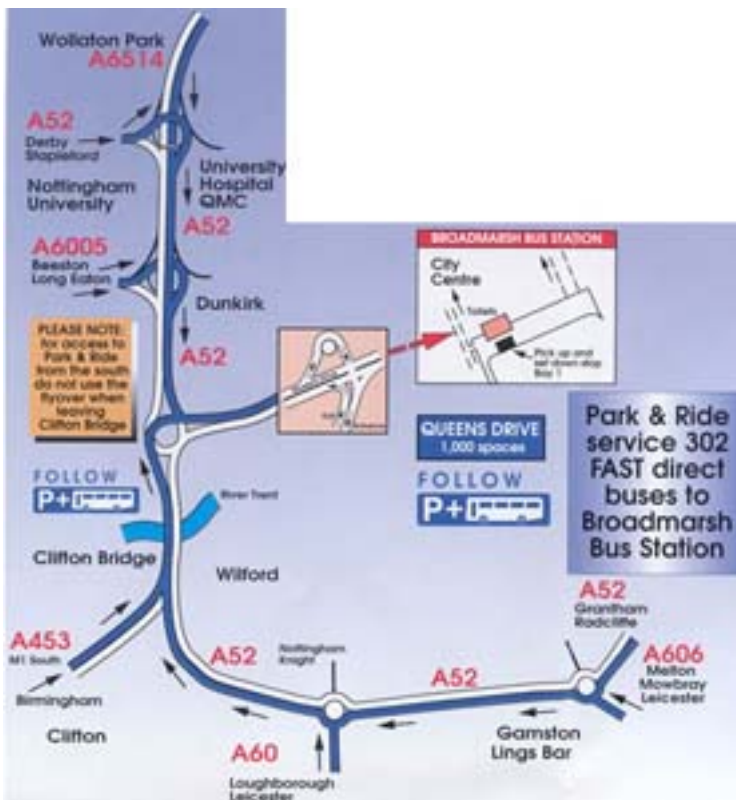 Wollaton Park
A6514
A52
Derby
Stapleford
Nottingham
University
University
Hospital
QMC
A52
A6005
Beeston
Long Eaton
Dunkirk
A52
BROADMARSH BUS STATION
City
Centre
Toilets
Pick up and
set down stop
Bay 1
PLEASE NOTE:
for access to
Park & Ride
from the south
do not use the
flyover when
leaving
Clifton Bridge
QUEENS DRIVE
1,000 spaces
FOLLOW
P+
Park & Ride
service 302
FAST direct
buses to
Broadmarsh
Bus Station
FOLLOW
P+
River Trent
Clifton Bridge
Wilford
A453
M1 South
Birmingham
Clifton
A52
Nottingham
Knight
A52
A52
Grantham
Radcliffe
A606
Melton
Mowbray
Leicester
Gamston
Lings Bar
A60
Loughborough
Leicester